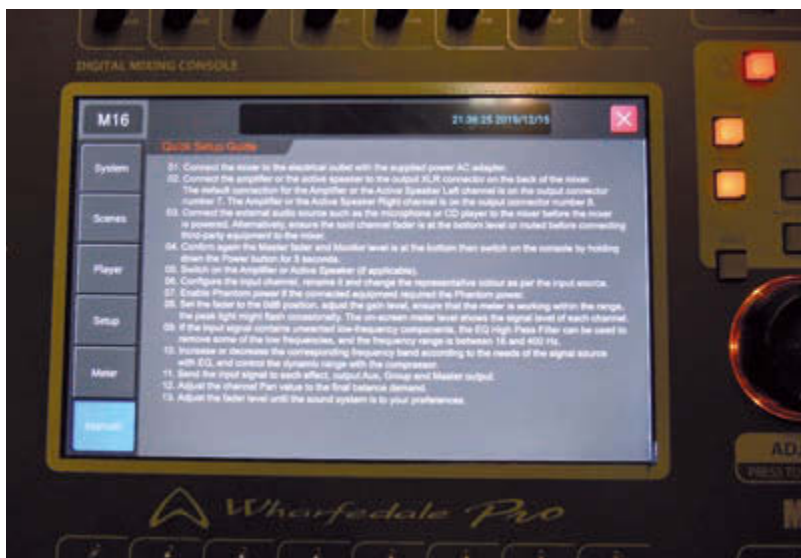 DIGITAL MIXING CONSOLE
M16
21:36:25 2019/12/15
Quick Setup Guide
System
Scenes
Player
Setup
Meter
Manual
01. Connect the mixer to the electrical outlet with the supplied power AC adapter.
02. Connect the amplifier or the active speaker to the output XLR connector on the back of the mixer.
The default connection for the Amplifier or the Active Speaker Left channel is on the output connector
number 7. The Amplifier or the Active Speaker Right channel is on the output connector number 8.
03. Connect the external audio source such as the microphone or CD player to the mixer before the mixer
is powered. Alternatively, ensure the said channel fader is at the bottom level or muted before connecting
third-party equipment to the mixer.
04. Confirm again the Master fader and Monitor level is at the bottom then switch on the console by holding
down the Power button for 3 seconds.
05. Switch on the Amplifier or Active Speaker (if applicable).
06. Configure the input channel, rename it and change the representative colour as per the input source.
07. Enable Phantom power if the connected equipment required the Phantom power.
08. Set the fader to the 0dB position, adjust the gain level, ensure that the meter is working within the range,
the peak light might flash occasionally. The on-screen meter level shows the signal level of each channel.
09. If the input signal contains unwanted low-frequency components, the EQ High Pass Filter can be used to
remove some of the low frequencies, and the frequency range is between 16 and 400 Hz.
10. Increase or decrease the corresponding frequency band according to the needs of the signal source
with EQ, and control the dynamic range with the compressor.
11. Send the input signal to each effect, output Aux, Group and Master output.
12. Adjust the channel Pan value to the final balance demand.
13. Adjust the fader level until the sound system is to your preferences.
Wharfedale Pro
PRESS TO
M